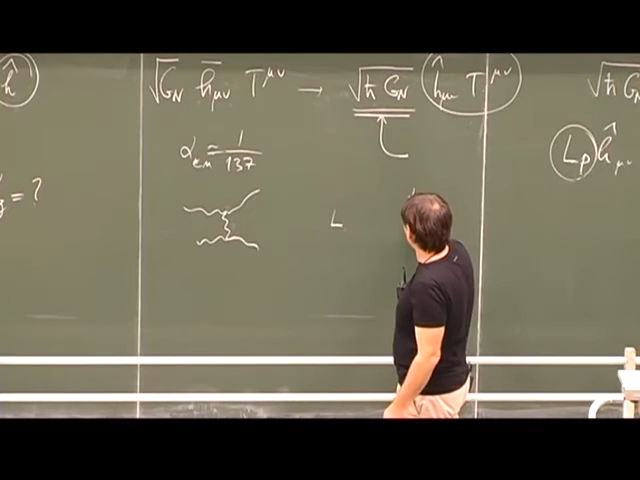 ĥ
√G_N h̄_μν T^μν → √ħ G_N ĥ_μν T^μν
√ħ G_N
α_EM ≈ 1/137
L_P ĥ_μν
= ?
L